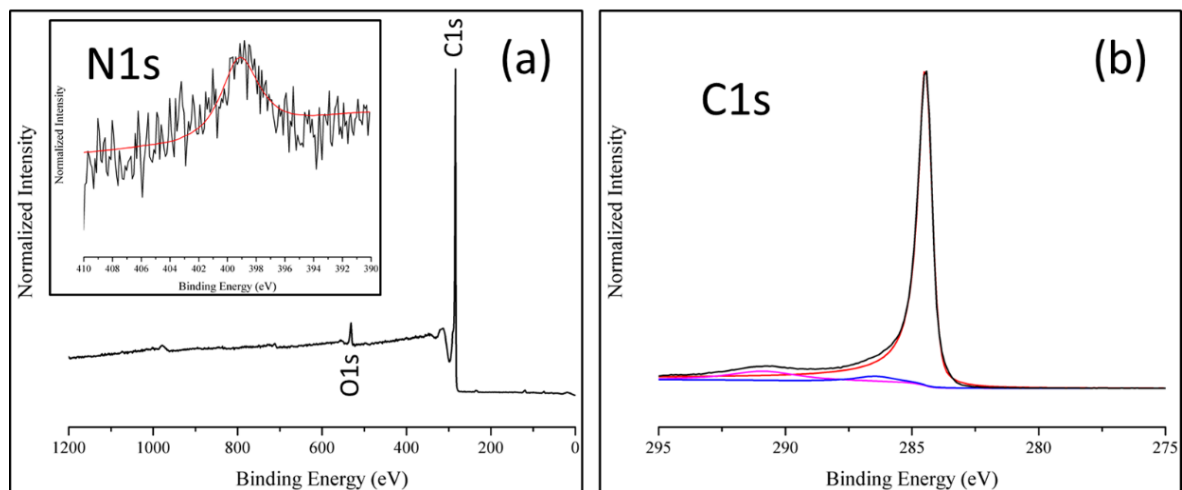 (a)
N1s
C1s
O1s
Normalized Intensity
Normalized Intensity
410 408 406 404 402 400 398 396 394 392 390
Binding Energy (eV)
1200 1000 800 600 400 200 0
Binding Energy (eV)
(b)
C1s
Normalized Intensity
295 290 285 280 275
Binding Energy (eV)